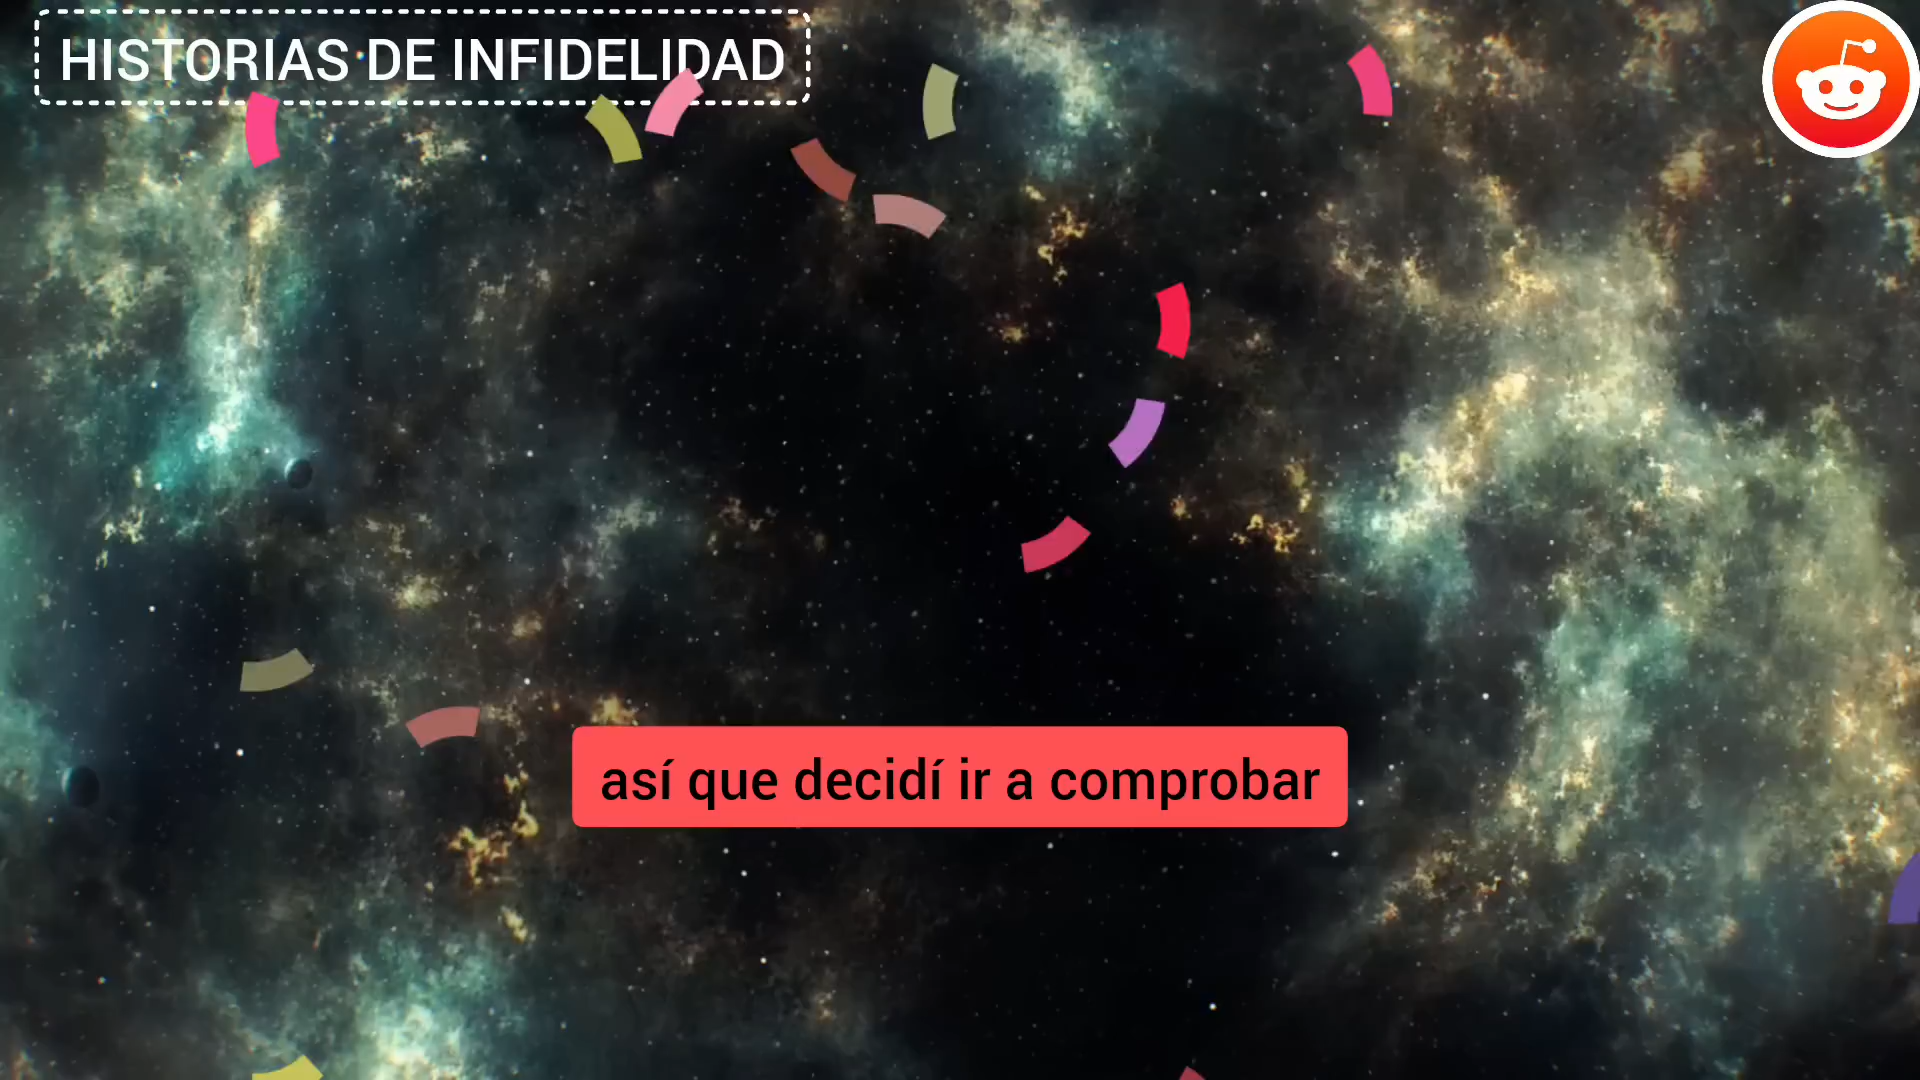 HISTORIAS DE INFIDELIDAD
así que decidí ir a comprobar